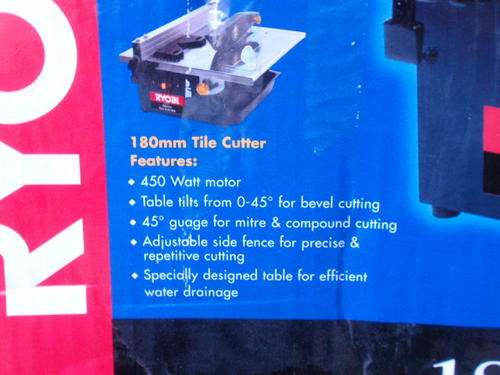 RYO
RYOBI
180mm Tile Cutter
Features:
450 Watt motor
Table tilts from 0-45° for bevel cutting
45° guage for mitre & compound cutting
Adjustable side fence for precise &
repetitive cutting
Specially designed table for efficient
water drainage